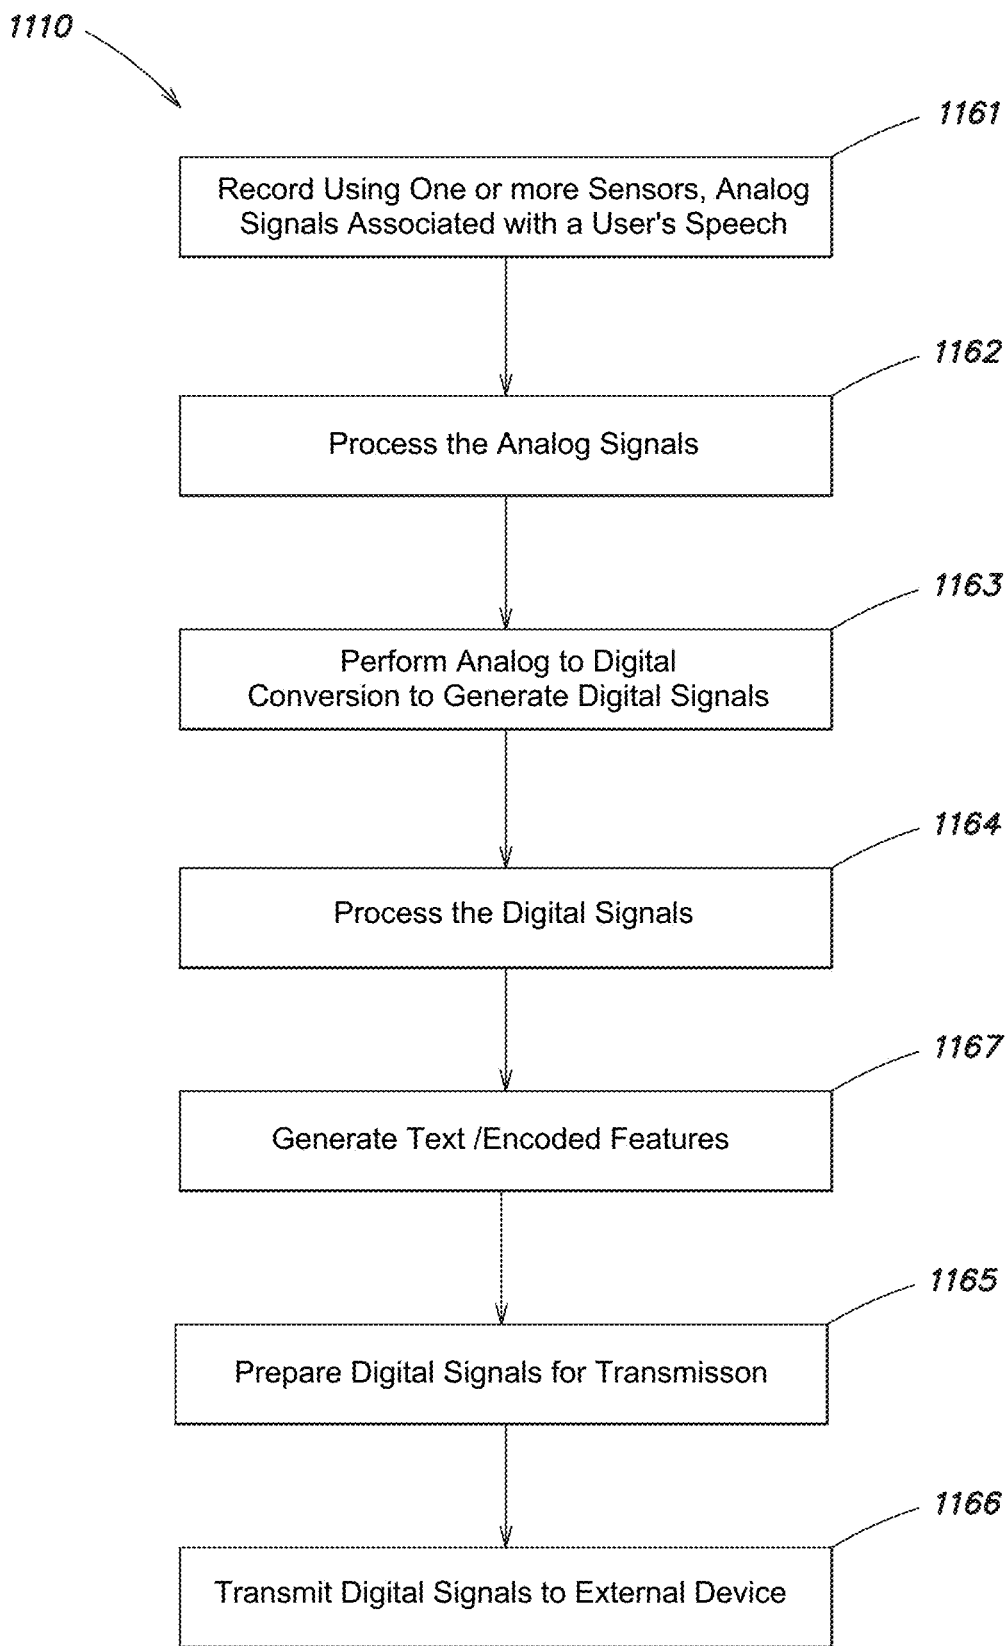 1110
1161
Record Using One or more Sensors, Analog
Signals Associated with a User's Speech
1162
Process the Analog Signals
1163
Perform Analog to Digital
Conversion to Generate Digital Signals
1164
Process the Digital Signals
1167
Generate Text /Encoded Features
1165
Prepare Digital Signals for Transmisson
1166
Transmit Digital Signals to External Device